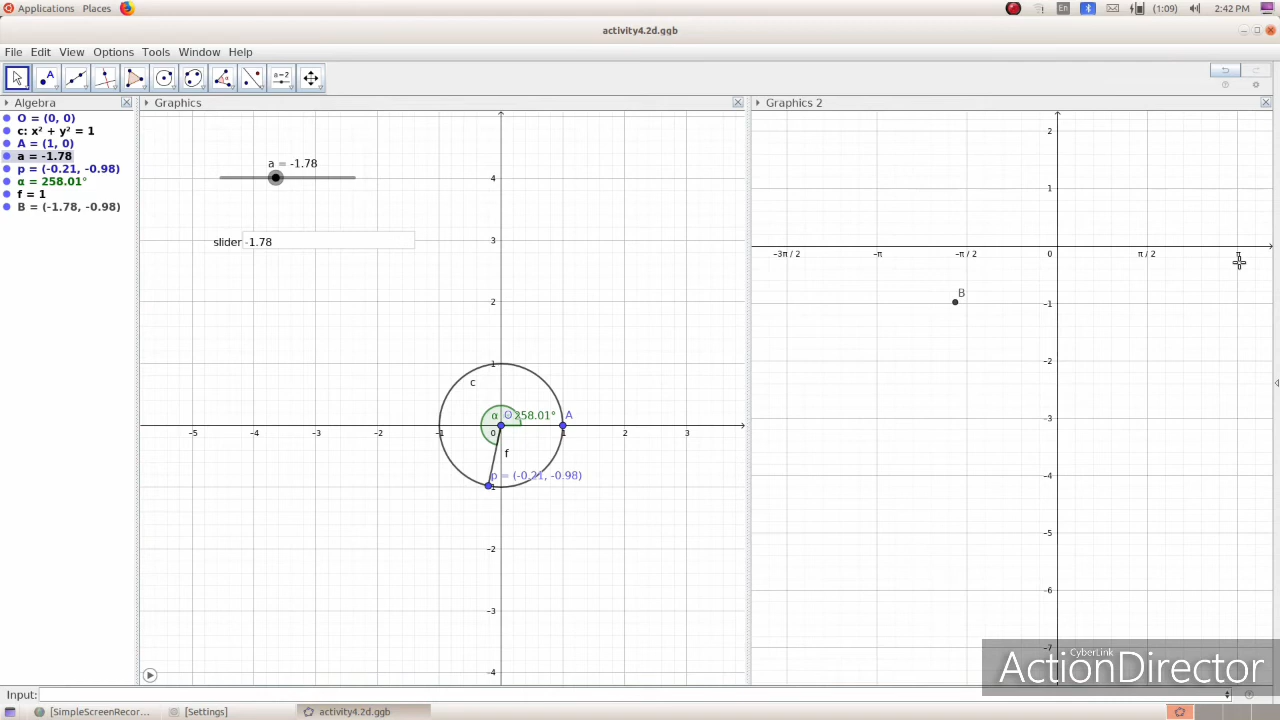 Applications Places En (1:09) 2:42 PM
activity4.2d.ggb
File Edit View Options Tools Window Help
A a=2
Algebra Graphics Graphics 2
O = (0, 0)
c: x² + y² = 1
A = (1, 0)
a = -1.78
p = (-0.21, -0.98)
α = 258.01°
f = 1
B = (-1.78, -0.98)
a = -1.78
slider -1.78
4
3
2
1
c
α O 258.01° A
-5 -4 -3 -2 -1 0 1 2 3
f
p = (-0.21, -0.98)
-1
-2
-3
-4
2
1
-3π / 2 -π -π / 2 0 π / 2 π
B
-1
-2
-3
-4
-5
-6
-7
CyberLink
ActionDirector
Input:
[SimpleScreenRecor... [Settings] activity4.2d.ggb